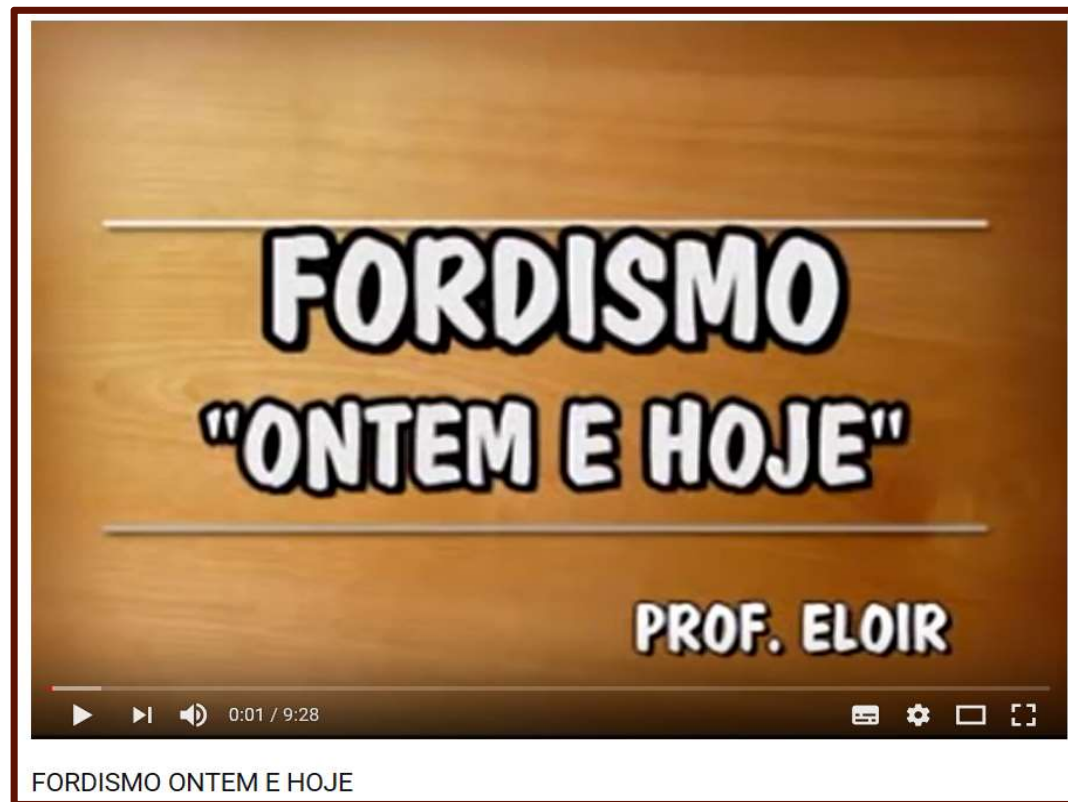 FORDISMO
"ONTEM E HOJE"
PROF. ELOIR
0:01 / 9:28
FORDISMO ONTEM E HOJE